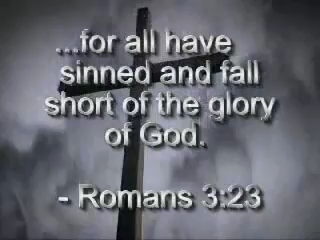 ...for all have
sinned and fall
short of the glory
of God.
- Romans 3:23